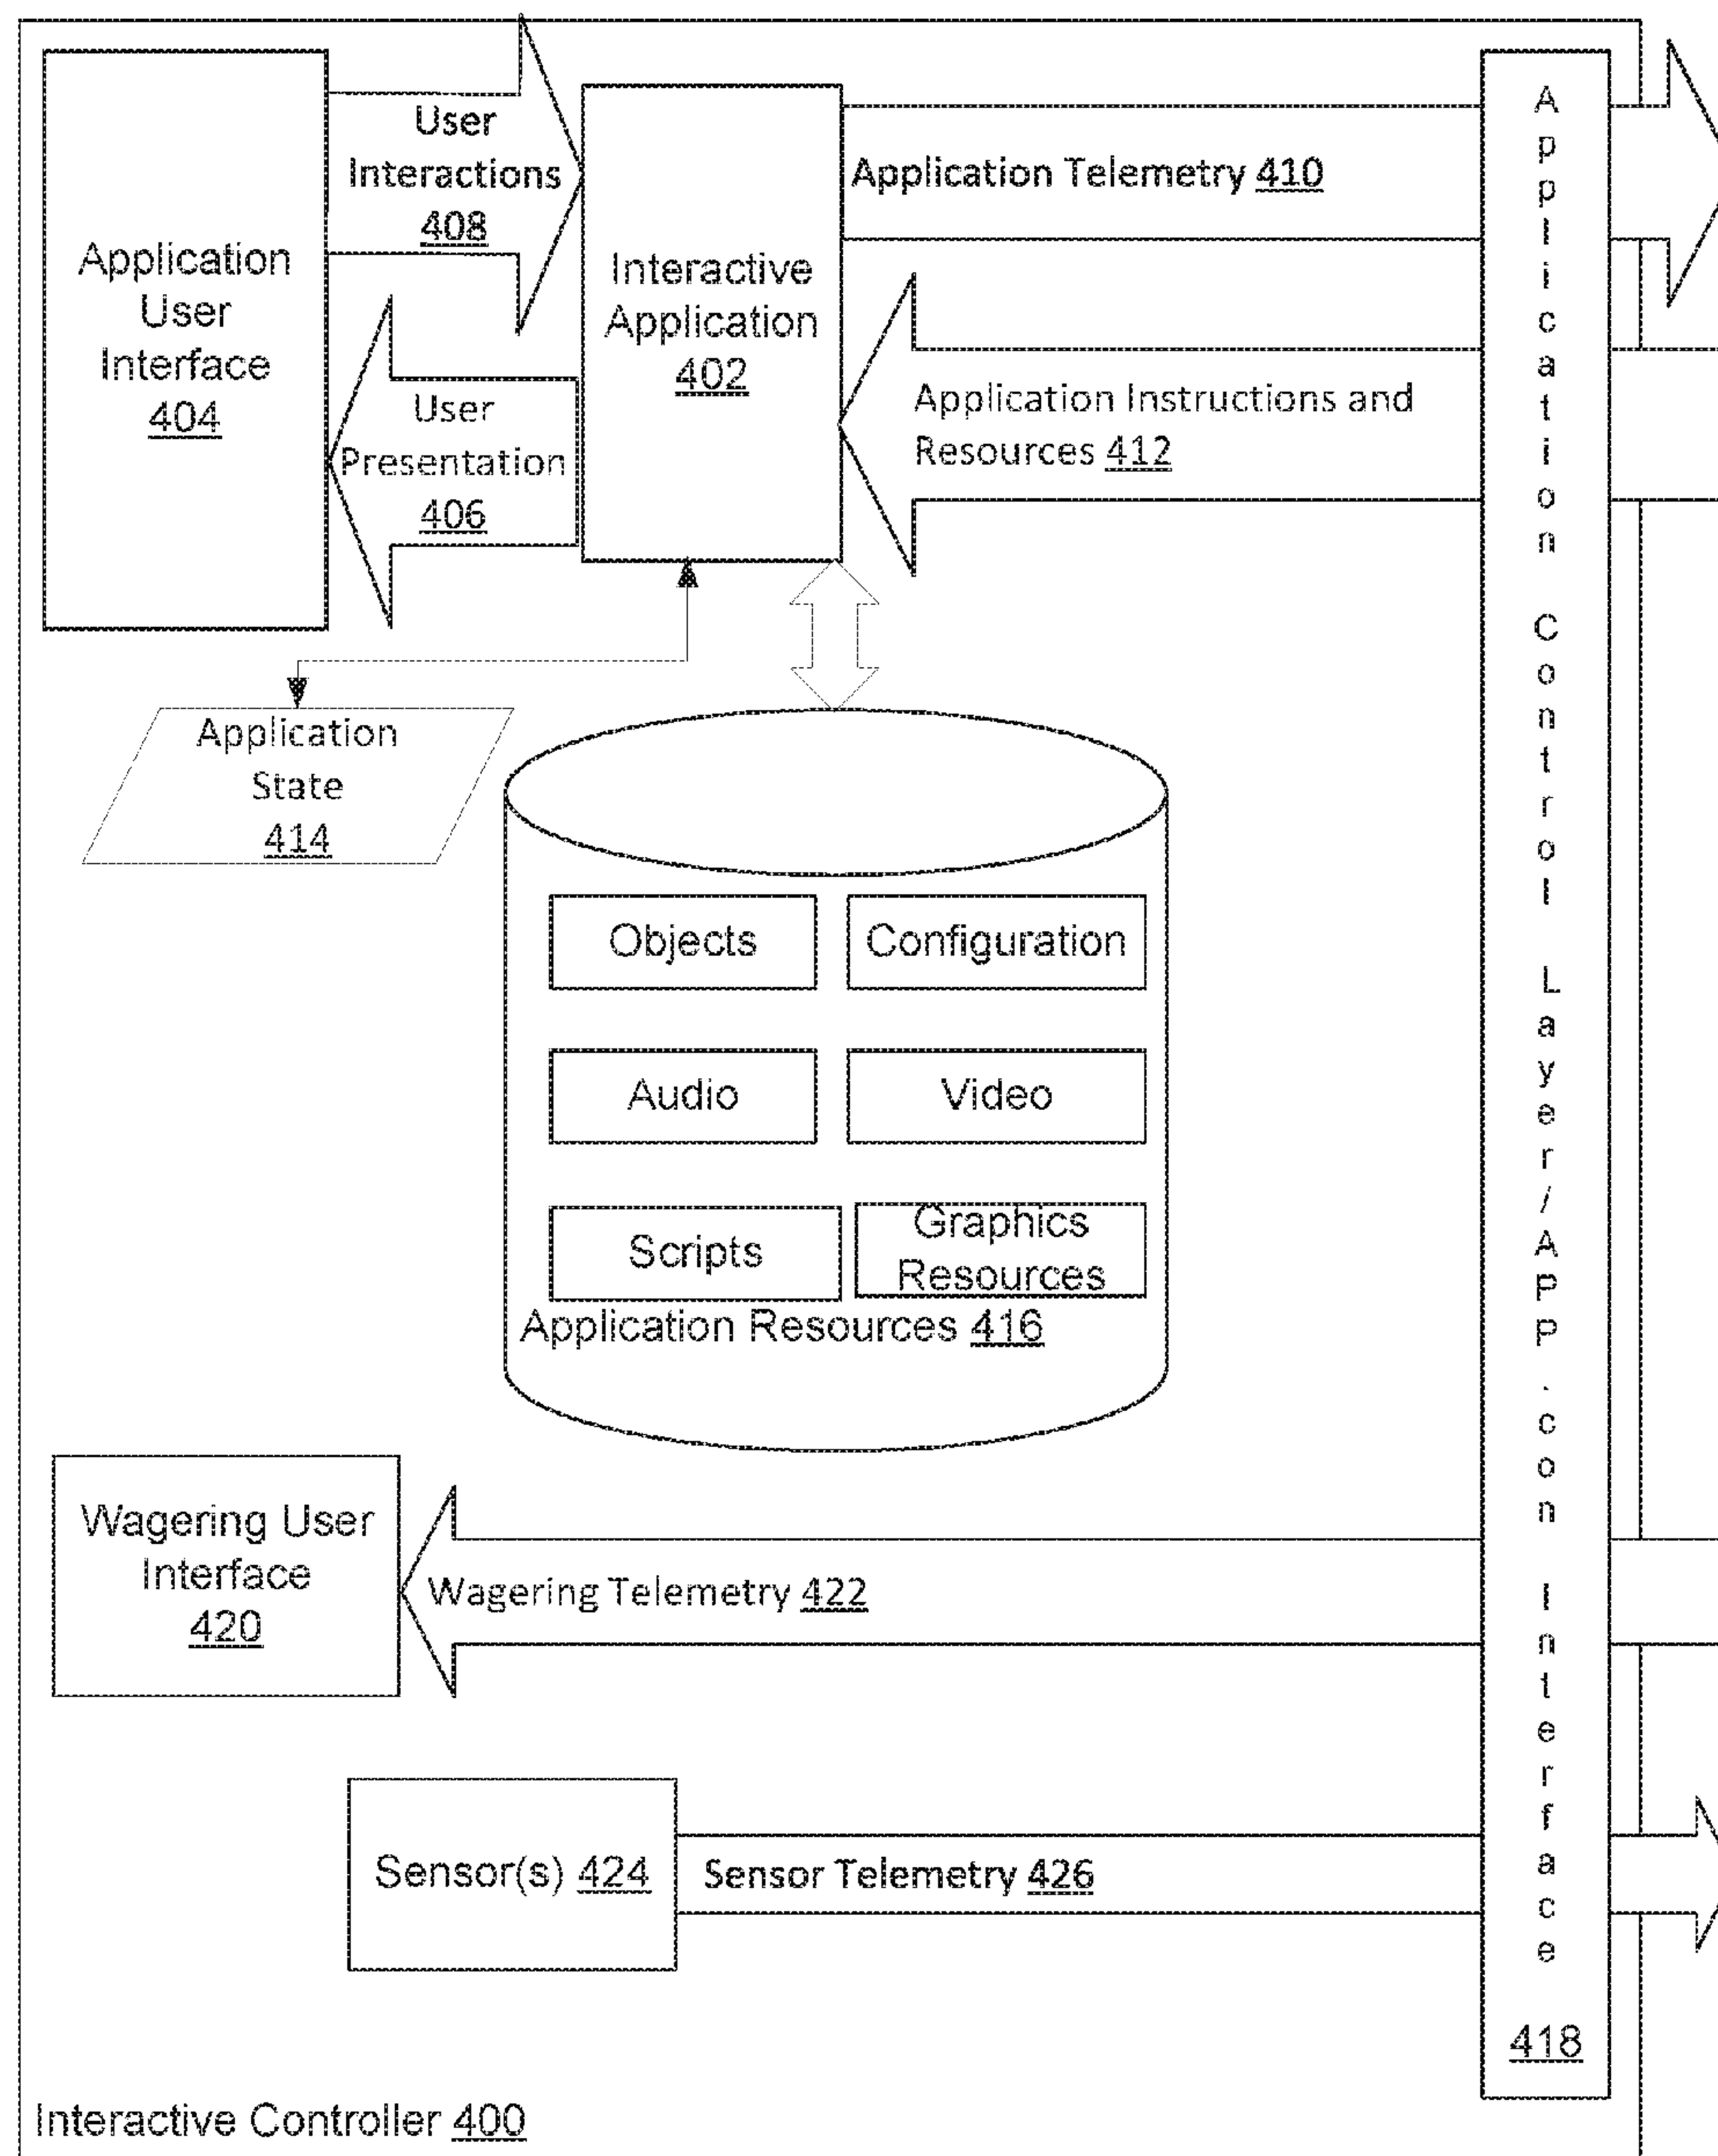 Application
User
Interface
404
User
Interactions
408
User
Presentation
406
Interactive
Application
402
Application Telemetry 410
Application Instructions and
Resources 412
Application
State
414
Objects
Configuration
Audio
Video
Scripts
Graphics
Resources
Application Resources 416
Wagering User
Interface
420
Wagering Telemetry 422
Sensor(s) 424
Sensor Telemetry 426
Application Control Layer/App.con Interface
418
Interactive Controller 400